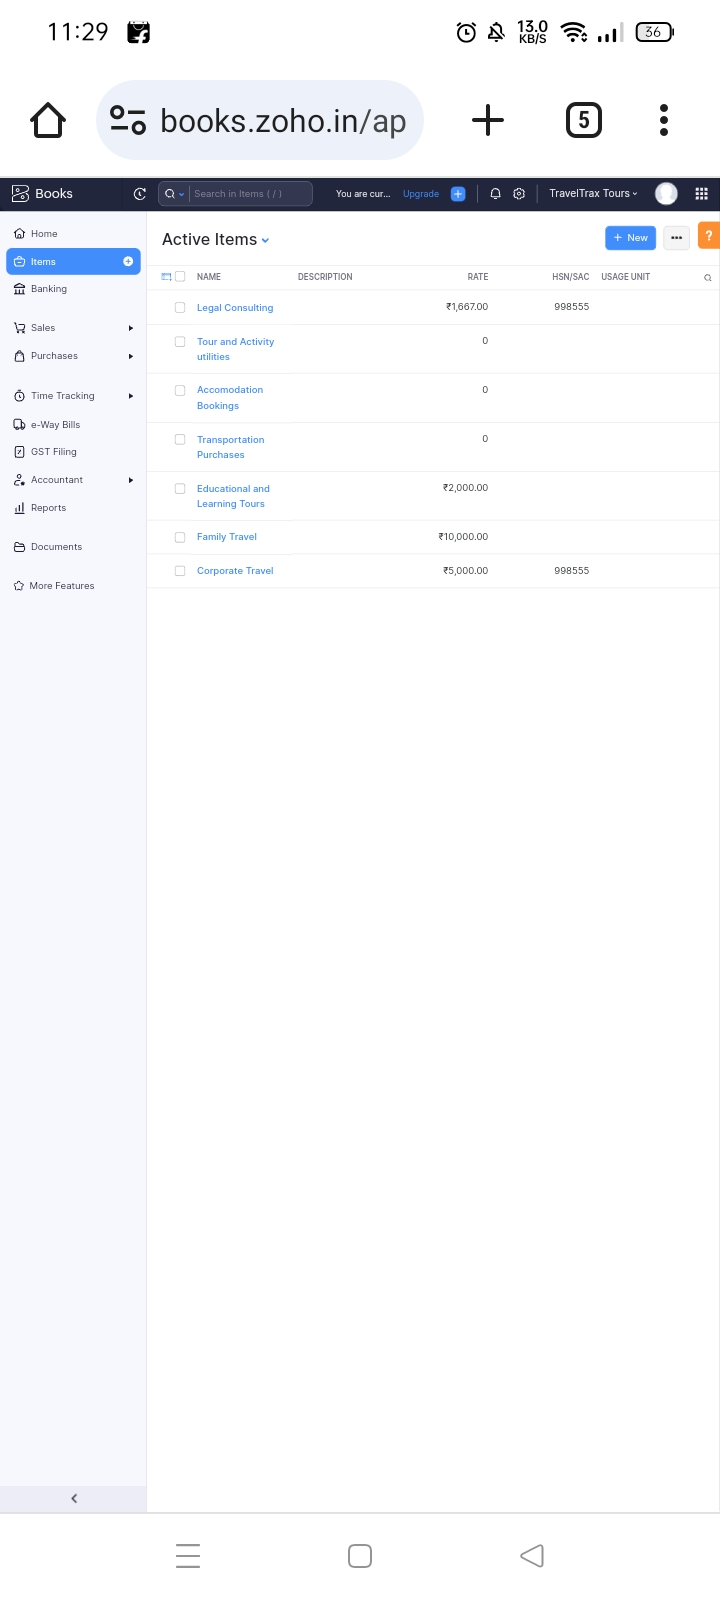 11:29
13.0
KB/S
36
books.zoho.in/ap
5
Books
Search in Items ( / )
You are cur...
Upgrade
TravelTrax Tours
Home
Items
Banking
Sales
Purchases
Time Tracking
e-Way Bills
GST Filing
Accountant
Reports
Documents
More Features
Active Items
+ New
?
NAME DESCRIPTION RATE HSN/SAC USAGE UNIT
Legal Consulting ₹1,667.00 998555
Tour and Activity 0
utilities
Accomodation 0
Bookings
Transportation 0
Purchases
Educational and ₹2,000.00
Learning Tours
Family Travel ₹10,000.00
Corporate Travel ₹5,000.00 998555